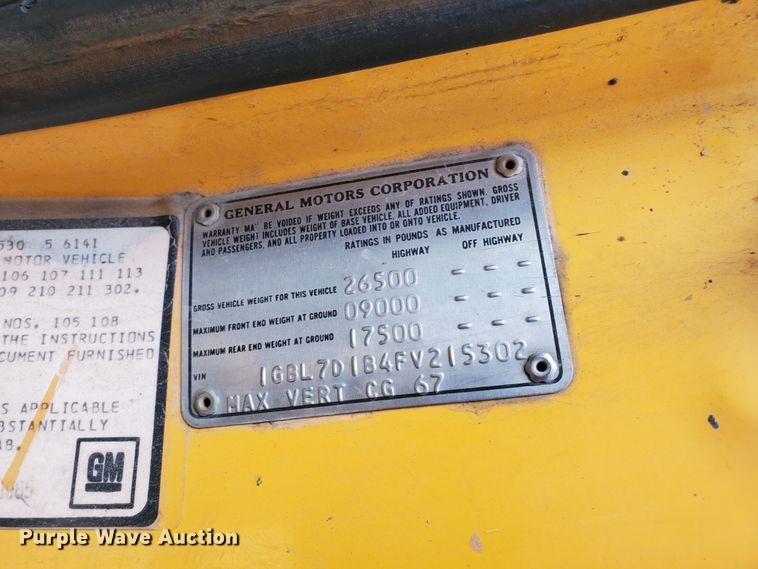 GENERAL MOTORS CORPORATION
WARRANTY MAY BE VOIDED IF WEIGHT EXCEEDS ANY OF RATINGS SHOWN. GROSS
VEHICLE WEIGHT INCLUDES WEIGHT OF BASE VEHICLE, ALL ADDED EQUIPMENT, DRIVER
AND PASSENGERS, AND ALL PROPERTY LOADED INTO OR ONTO VEHICLE.
RATINGS IN POUNDS AS MANUFACTURED
HIGHWAY OFF HIGHWAY
GROSS VEHICLE WEIGHT FOR THIS VEHICLE 26500 - - -
MAXIMUM FRONT END WEIGHT AT GROUND 09000 - - -
MAXIMUM REAR END WEIGHT AT GROUND 17500 - - -
VIN 1GBL7D1B4FV215302
MAX VERT CG 67
530 5 6141
MOTOR VEHICLE
106 107 111 113
09 210 211 302.
NOS. 105 108
THE INSTRUCTIONS
CUMENT FURNISHED
S APPLICABLE
BSTANTIALLY
AB.
GM
Purple Wave Auction